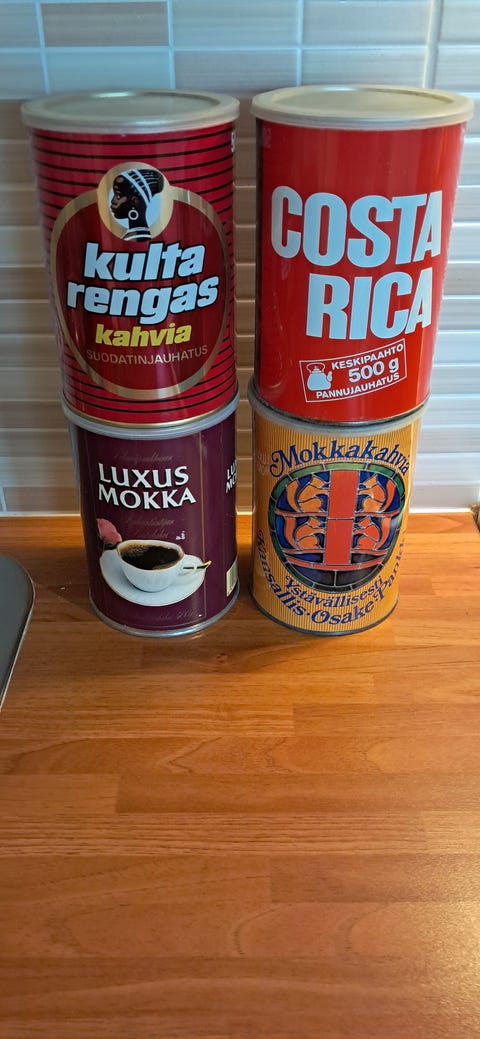 kulta
rengas
kahvia
SUODATINJAUHATUS
COSTA
RICA
KESKIPAAHTO
500 g
PANNUJAUHATUS
LUXUS
MOKKA
Mokkakahvia
Ystävällisesti
Kansallis-Osake-Pankki